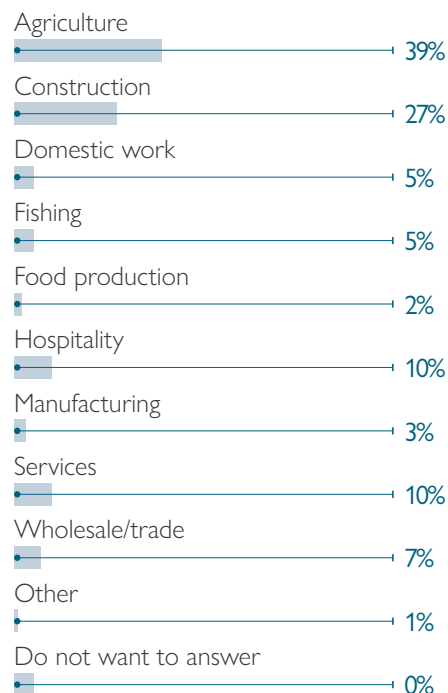 Agriculture
39%
Construction
27%
Domestic work
5%
Fishing
5%
Food production
2%
Hospitality
10%
Manufacturing
3%
Services
10%
Wholesale/trade
7%
Other
1%
Do not want to answer
0%